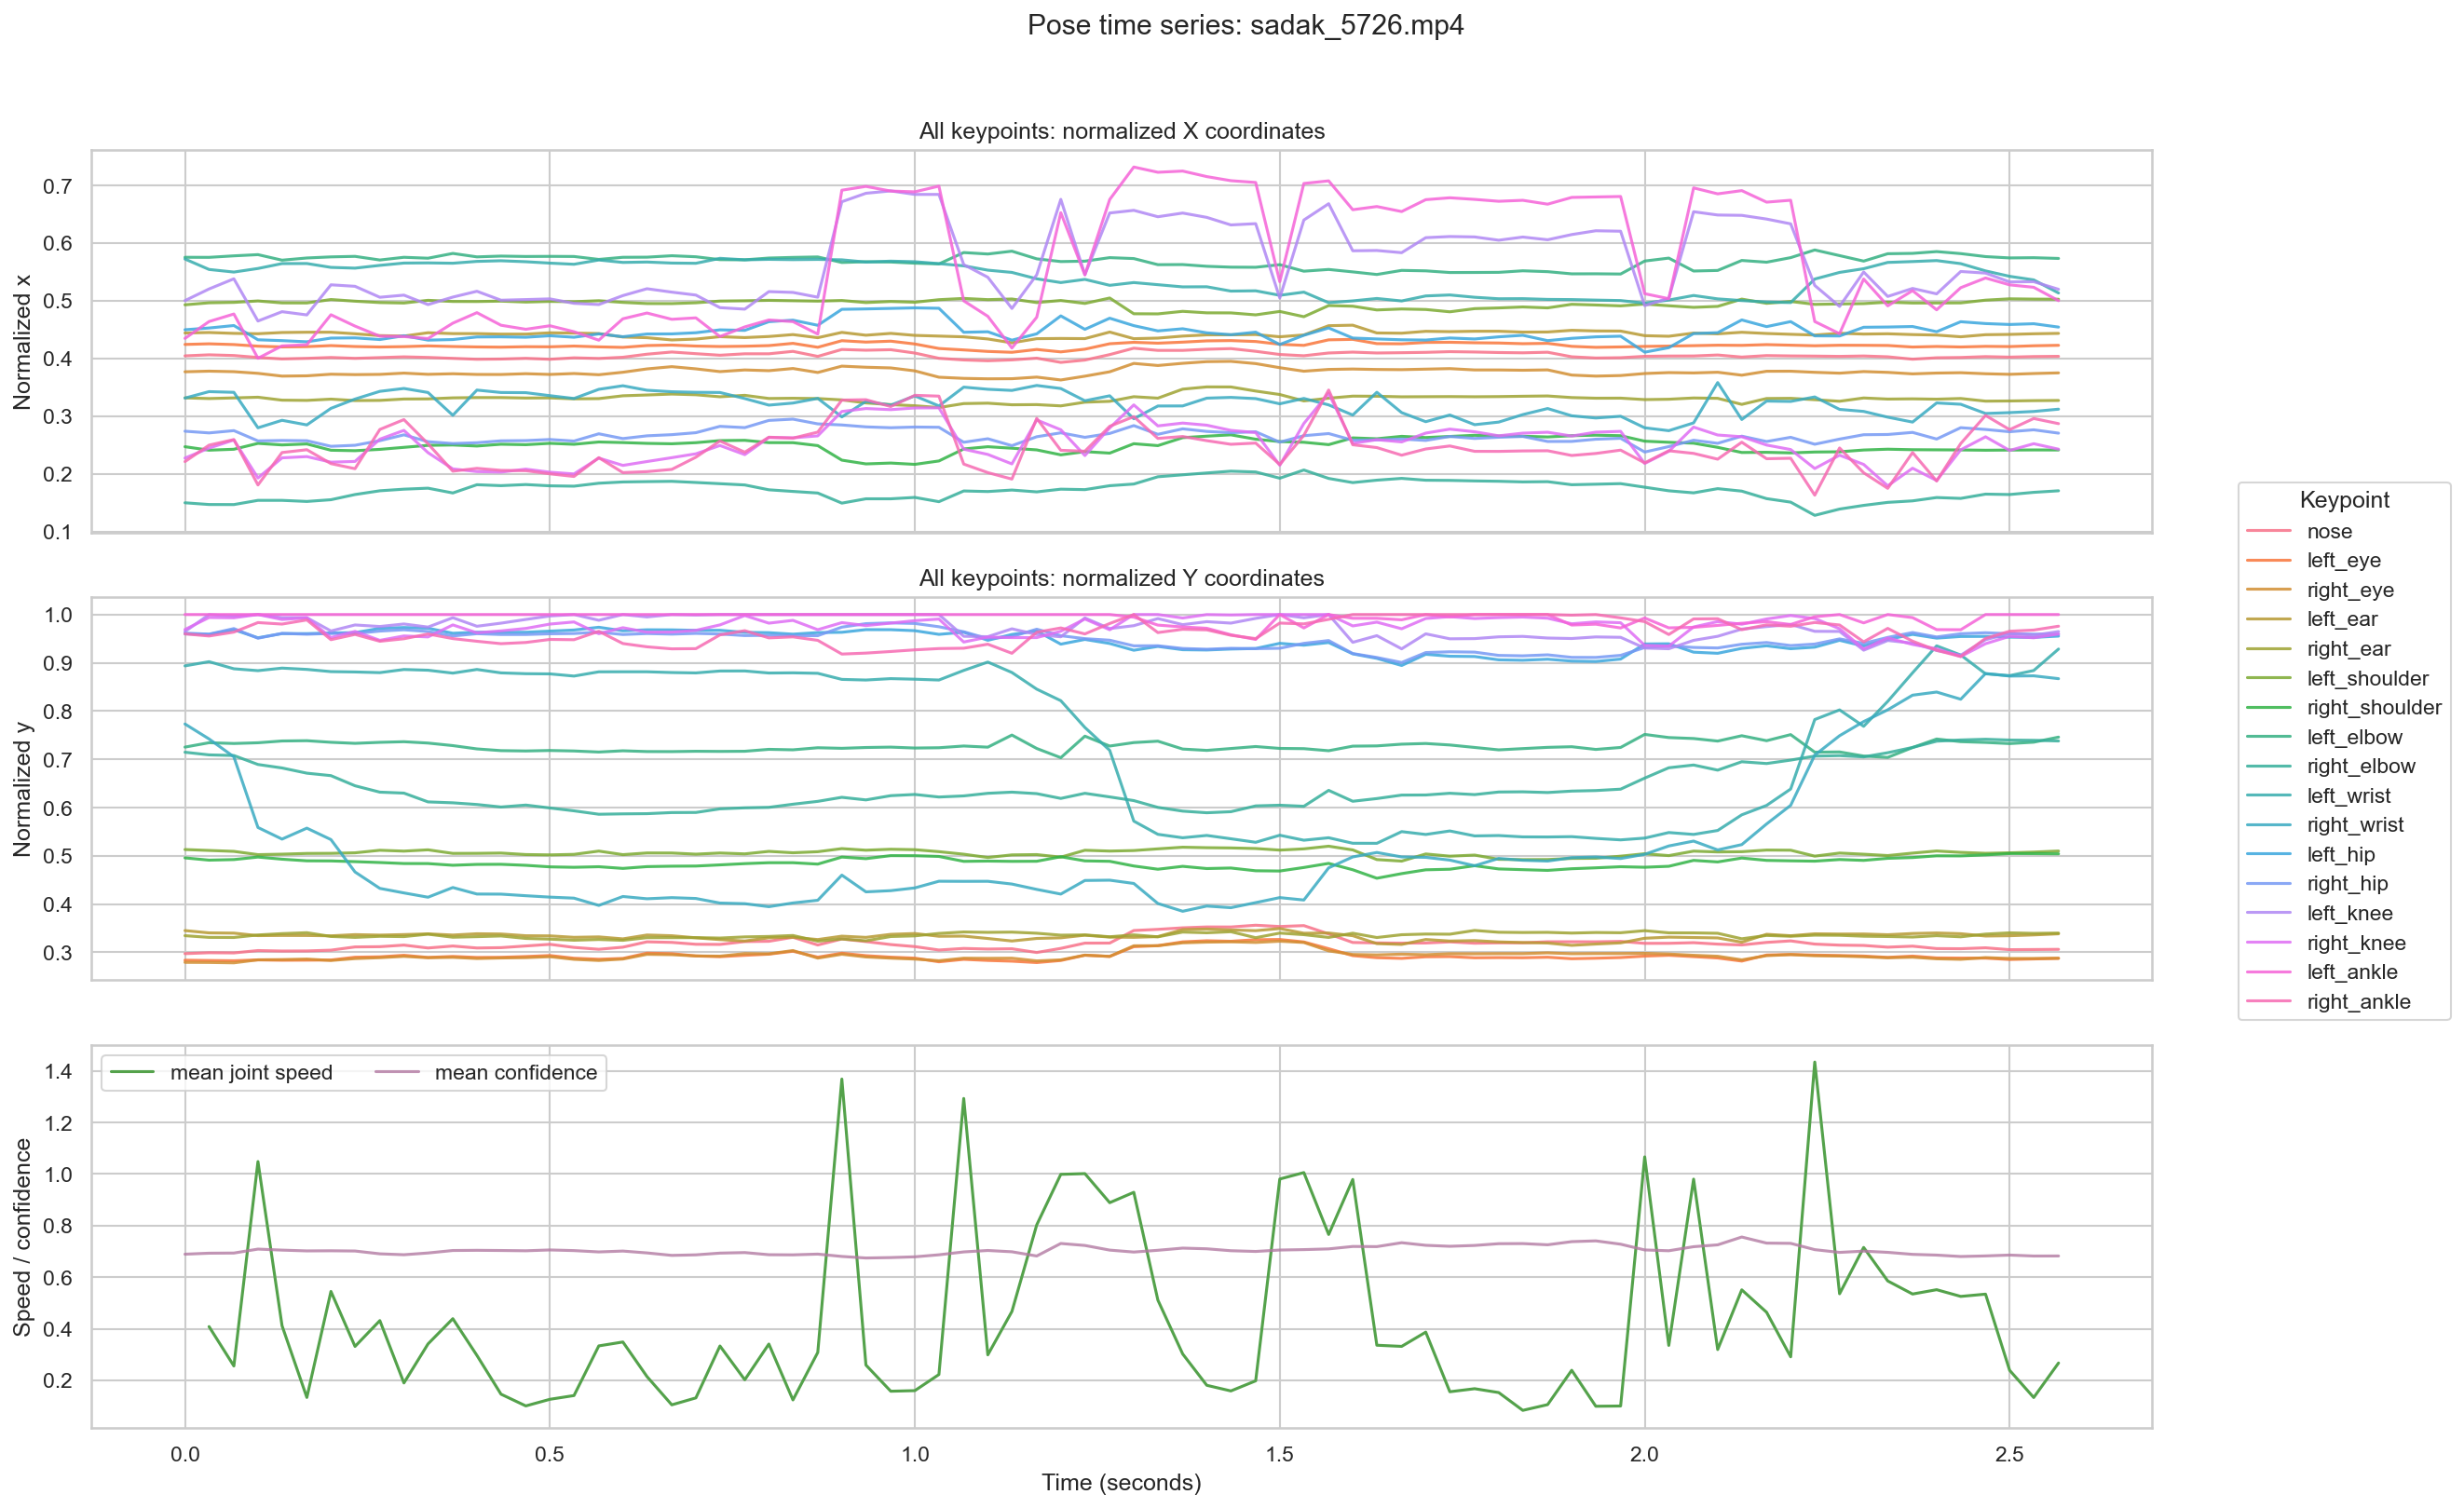 Pose time series: sadak_5726.mp4
All keypoints: normalized X coordinates
Normalized x
0.7
0.6
0.5
0.4
0.3
0.2
0.1
All keypoints: normalized Y coordinates
Normalized y
1.0
0.9
0.8
0.7
0.6
0.5
0.4
0.3
Keypoint
nose
left_eye
right_eye
left_ear
right_ear
left_shoulder
right_shoulder
left_elbow
right_elbow
left_wrist
right_wrist
left_hip
right_hip
left_knee
right_knee
left_ankle
right_ankle
mean joint speed
mean confidence
Speed / confidence
1.4
1.2
1.0
0.8
0.6
0.4
0.2
0.0
0.5
1.0
1.5
2.0
2.5
Time (seconds)